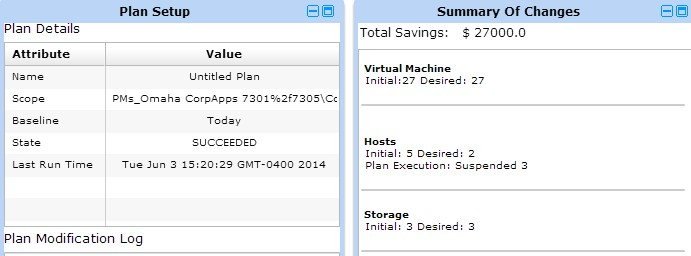 Plan Setup
Plan Details
Attribute Value
Name Untitled Plan
Scope PMs_Omaha CorpApps 7301%2f7305\Cc
Baseline Today
State SUCCEEDED
Last Run Time Tue Jun 3 15:20:29 GMT-0400 2014
Plan Modification Log
Summary Of Changes
Total Savings: $ 27000.0
Virtual Machine
Initial:27 Desired: 27
Hosts
Initial: 5 Desired: 2
Plan Execution: Suspended 3
Storage
Initial: 3 Desired: 3